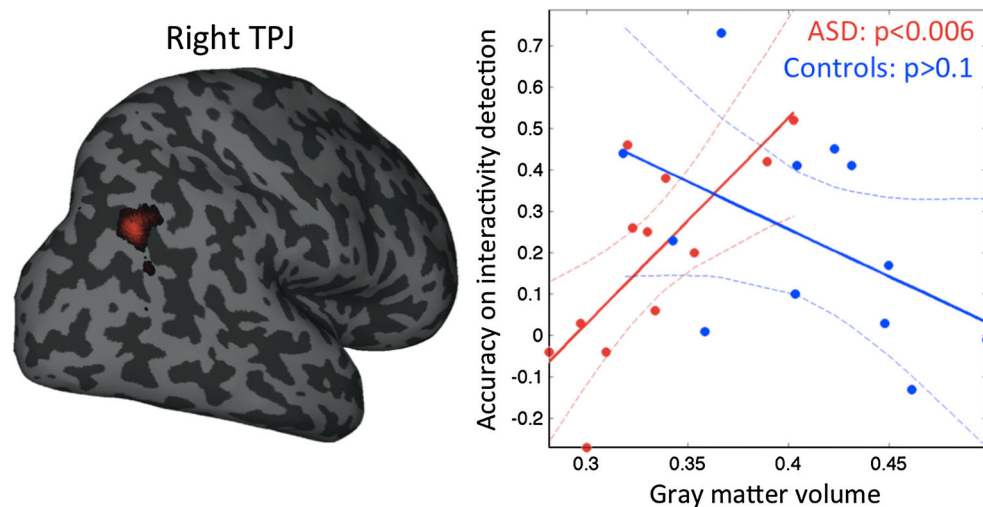 Right TPJ
ASD: p<0.006
Controls: p>0.1
Accuracy on interactivity detection
0.7
0.6
0.5
0.4
0.3
0.2
0.1
0
-0.1
-0.2
0.3
0.35
0.4
0.45
Gray matter volume